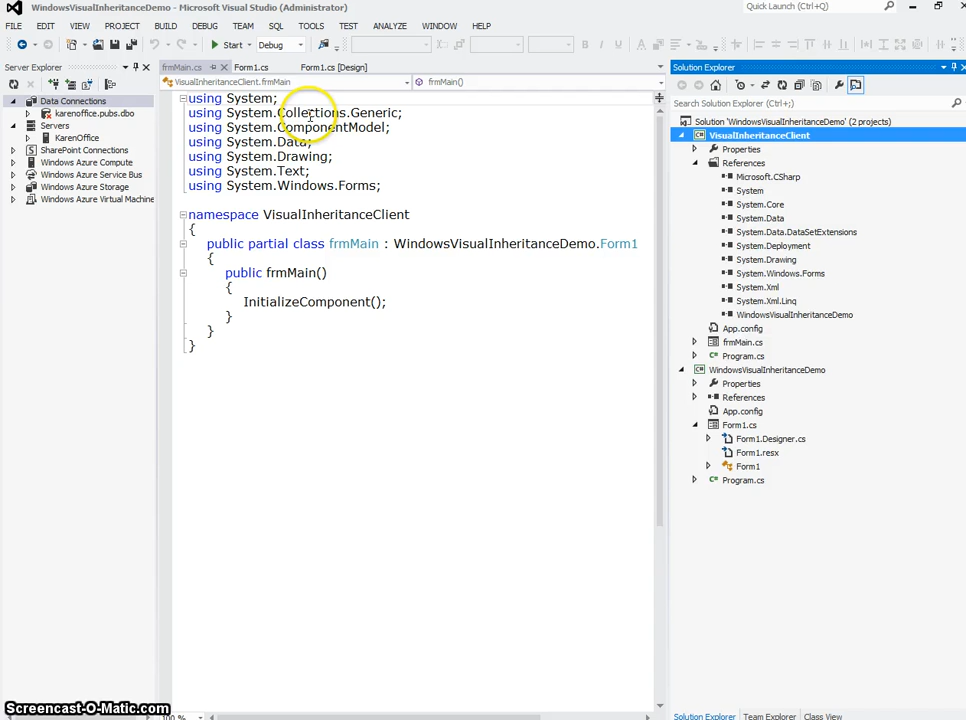 WindowsVisualInheritanceDemo - Microsoft Visual Studio (Administrator)
Quick Launch (Ctrl+Q)
FILE EDIT VIEW PROJECT BUILD DEBUG TEAM SQL TOOLS TEST ANALYZE WINDOW HELP
Start Debug
B I U A
Server Explorer
Data Connections
karenoffice.pubs.dbo
Servers
KarenOffice
SharePoint Connections
Windows Azure Compute
Windows Azure Service Bus
Windows Azure Storage
Windows Azure Virtual Machine
frmMain.cs Form1.cs Form1.cs [Design]
VisualInheritanceClient.frmMain frmMain()
using System;
using System.Collections.Generic;
using System.ComponentModel;
using System.Data;
using System.Drawing;
using System.Text;
using System.Windows.Forms;
namespace VisualInheritanceClient
{
public partial class frmMain : WindowsVisualInheritanceDemo.Form1
{
public frmMain()
{
InitializeComponent();
}
}
}
100 %
Solution Explorer
Search Solution Explorer (Ctrl+;)
Solution 'WindowsVisualInheritanceDemo' (2 projects)
VisualInheritanceClient
Properties
References
Microsoft.CSharp
System
System.Core
System.Data
System.Data.DataSetExtensions
System.Deployment
System.Drawing
System.Windows.Forms
System.Xml
System.Xml.Linq
WindowsVisualInheritanceDemo
App.config
frmMain.cs
C# Program.cs
WindowsVisualInheritanceDemo
Properties
References
App.config
Form1.cs
Form1.Designer.cs
Form1.resx
Form1
C# Program.cs
Solution Explorer Team Explorer Class View
Screencast-O-Matic.com